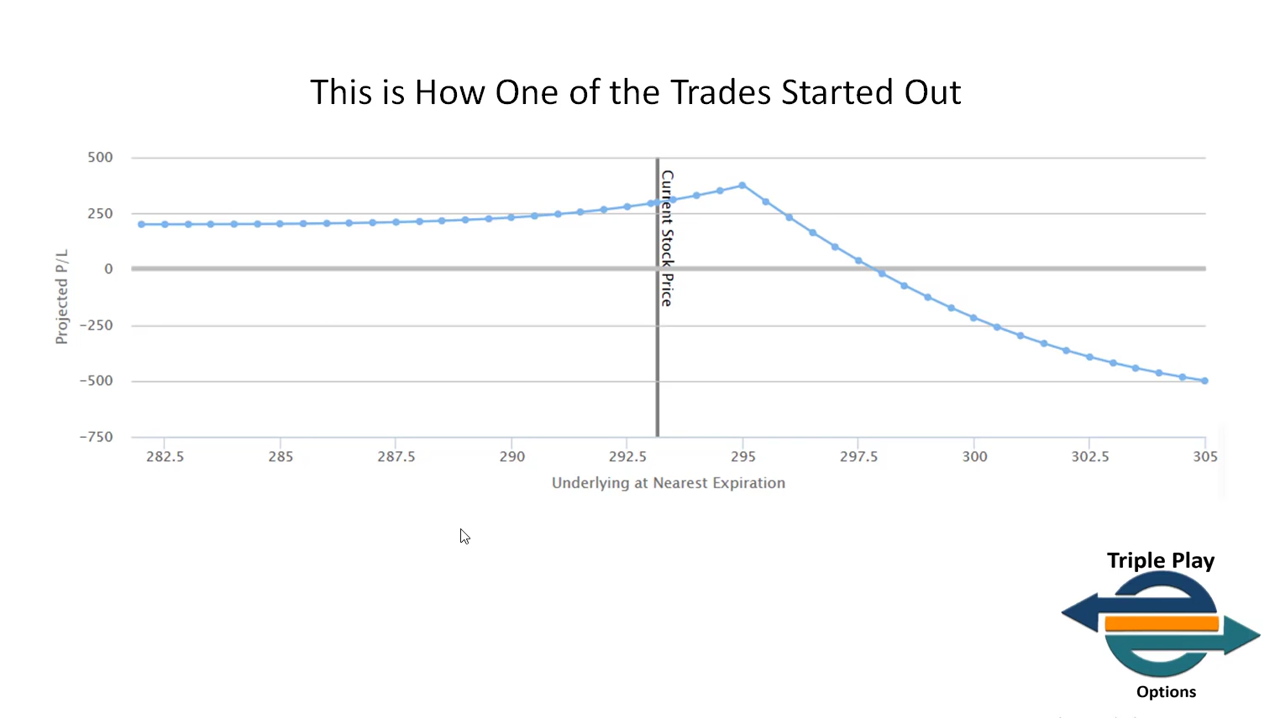 This is How One of the Trades Started Out
500
250
0
−250
−500
−750
Projected P/L
Current Stock Price
282.5 285 287.5 290 292.5 295 297.5 300 302.5 305
Underlying at Nearest Expiration
Triple Play
Options